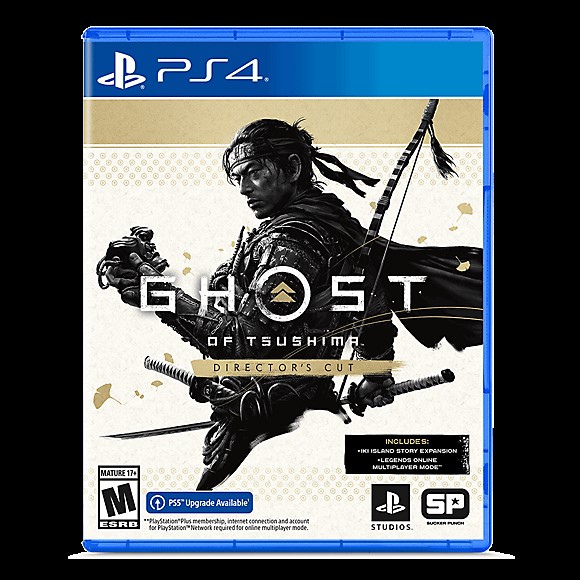 PS4
GHOST
OF TSUSHIMA
DIRECTOR'S CUT
INCLUDES:
•IKI ISLAND STORY EXPANSION
•LEGENDS ONLINE
MULTIPLAYER MODE**
MATURE 17+
M
ESRB
PS5™ Upgrade Available†
**PlayStation®Plus membership, internet connection and account
for PlayStation™Network required for online multiplayer mode.
PlayStation
STUDIOS.
SP
SUCKER PUNCH